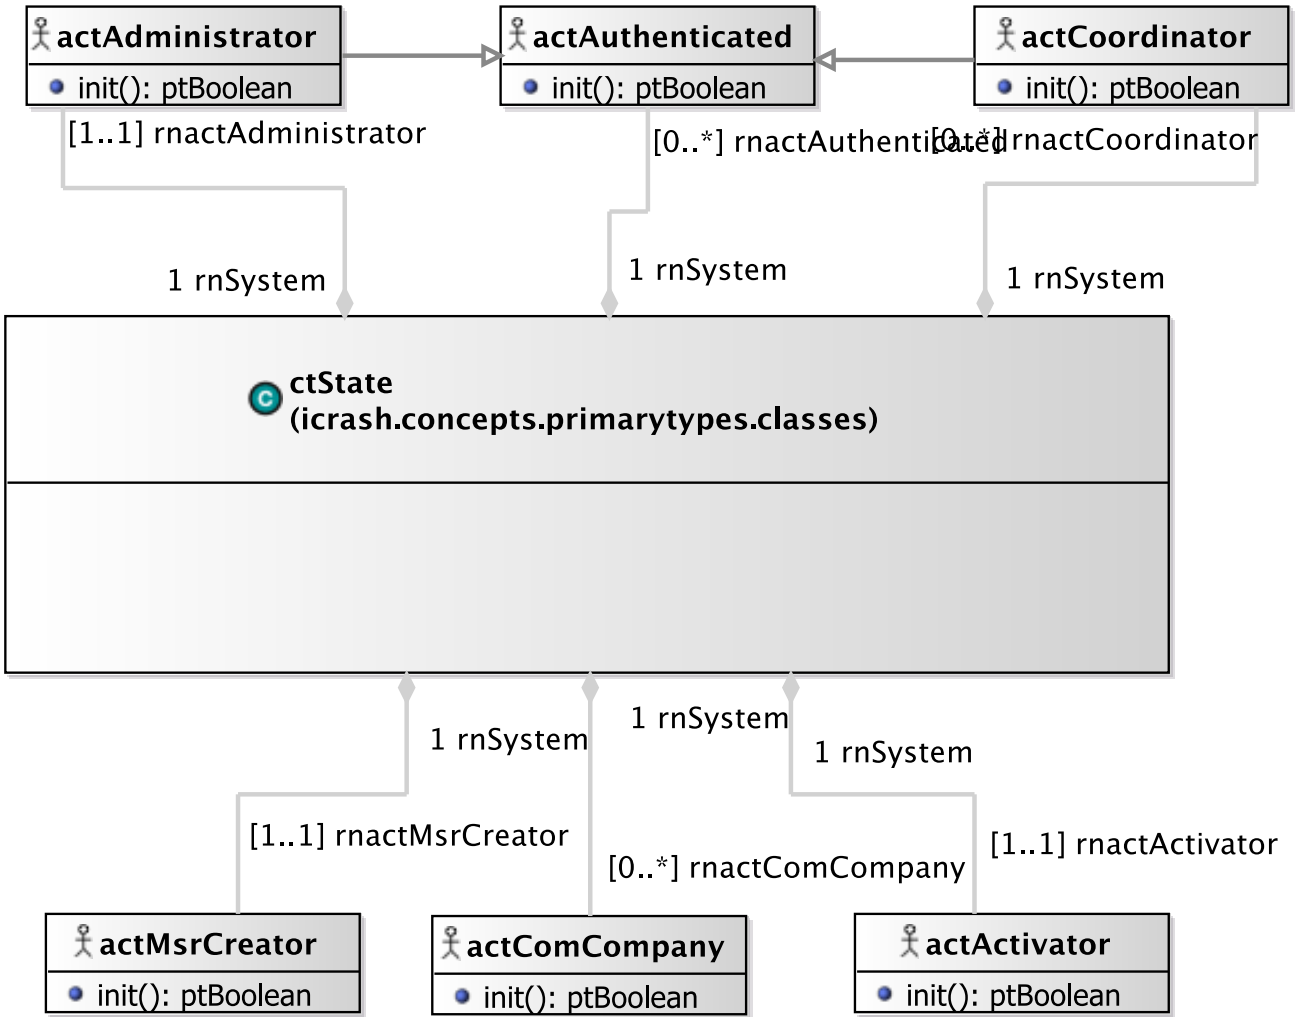 actAdministrator
init(): ptBoolean
actAuthenticated
init(): ptBoolean
actCoordinator
init(): ptBoolean
[1..1] rnactAdministrator
[0..*] rnactAuthenticated
[0..*] rnactCoordinator
1 rnSystem
1 rnSystem
1 rnSystem
C
ctState
(icrash.concepts.primarytypes.classes)
1 rnSystem
1 rnSystem
1 rnSystem
[1..1] rnactMsrCreator
[0..*] rnactComCompany
[1..1] rnactActivator
actMsrCreator
init(): ptBoolean
actComCompany
init(): ptBoolean
actActivator
init(): ptBoolean